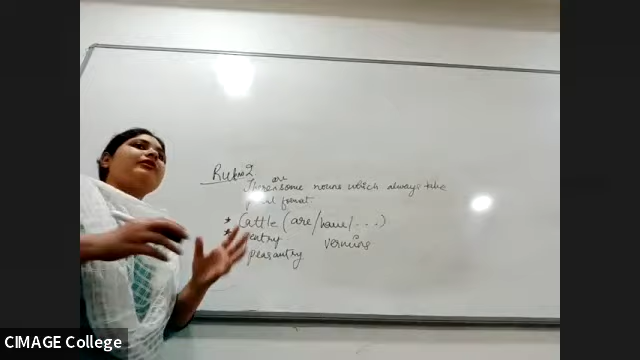 Rule 2
There are some nouns which always take
plural format.
* Cattle (are/have/...)
* Gentry vermins
peasantry
CIMAGE College